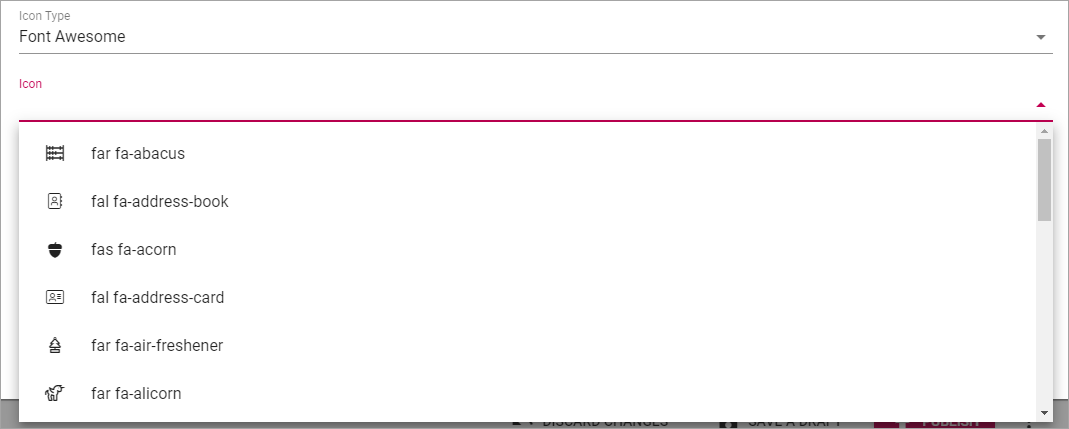 Icon Type
Font Awesome
Icon
far fa-abacus
fal fa-address-book
fas fa-acorn
fal fa-address-card
far fa-air-freshener
far fa-alicorn
DISCARD CHANGES SAVE A DRAFT PUBLISH